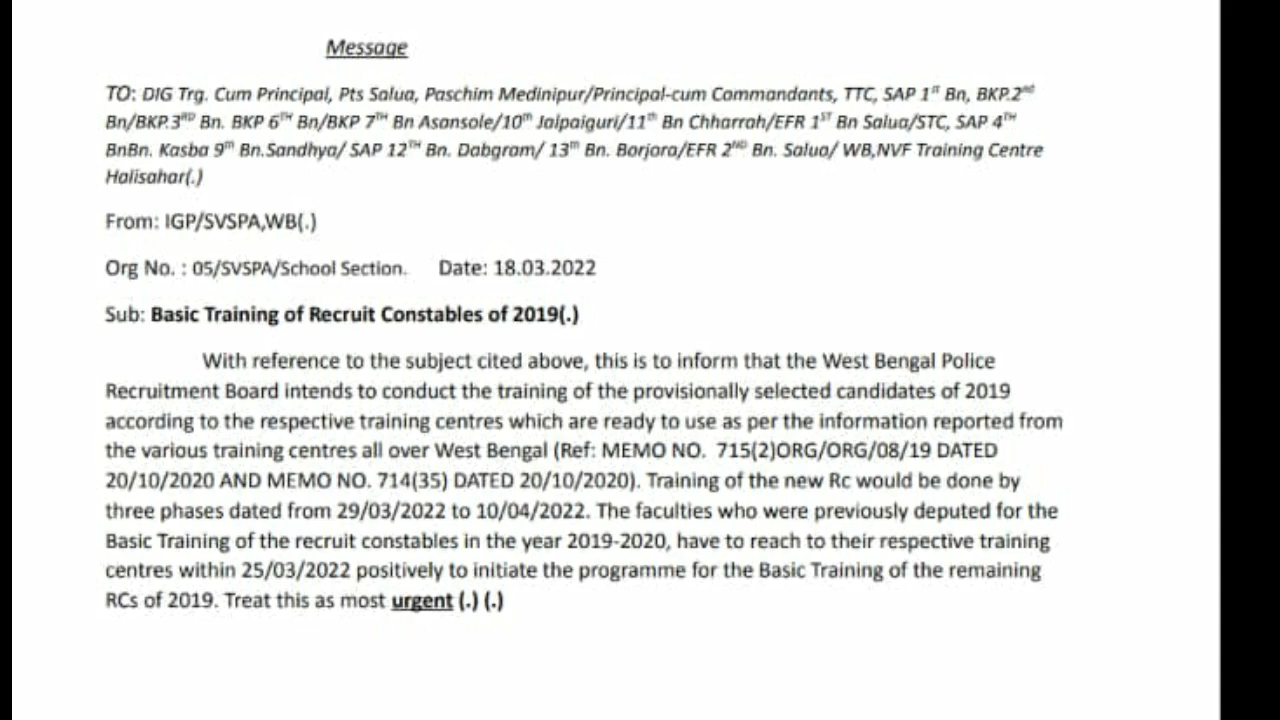 Message
TO: DIG Trg. Cum Principal, Pts Salua, Paschim Medinipur/Principal-cum Commandants, TTC, SAP 1ST Bn, BKP.2nd
Bn/BKP.3RD Bn. BKP 6TH Bn/BKP 7TH Bn Asansole/10th Jalpaiguri/11th Bn Chharrah/EFR 1ST Bn Salua/STC, SAP 4TH
BnBn. Kasba 9th Bn.Sandhya/ SAP 12TH Bn. Dabgram/ 13th Bn. Borjora/EFR 2ND Bn. Salua/ WB,NVF Training Centre
Halisahar(.)
From: IGP/SVSPA,WB(.)
Org No. : 05/SVSPA/School Section. Date: 18.03.2022
Sub: Basic Training of Recruit Constables of 2019(.)
With reference to the subject cited above, this is to inform that the West Bengal Police
Recruitment Board intends to conduct the training of the provisionally selected candidates of 2019
according to the respective training centres which are ready to use as per the information reported from
the various training centres all over West Bengal (Ref: MEMO NO. 715(2)ORG/ORG/08/19 DATED
20/10/2020 AND MEMO NO. 714(35) DATED 20/10/2020). Training of the new Rc would be done by
three phases dated from 29/03/2022 to 10/04/2022. The faculties who were previously deputed for the
Basic Training of the recruit constables in the year 2019-2020, have to reach to their respective training
centres within 25/03/2022 positively to initiate the programme for the Basic Training of the remaining
RCs of 2019. Treat this as most urgent (.) (.)